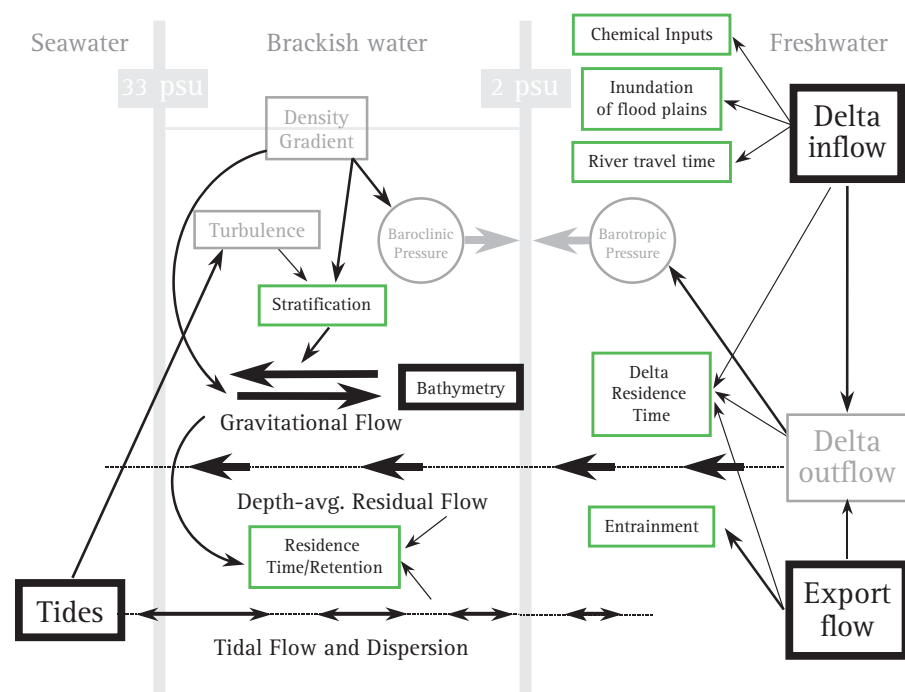 Seawater
Brackish water
Freshwater
33 psu
2 psu
Chemical Inputs
Inundation
of flood plains
River travel time
Delta
inflow
Density
Gradient
Turbulence
Baroclinic
Pressure
Barotropic
Pressure
Stratification
Bathymetry
Gravitational Flow
Delta
Residence
Time
Delta
outflow
Depth-avg. Residual Flow
Entrainment
Residence
Time/Retention
Tides
Export
flow
Tidal Flow and Dispersion